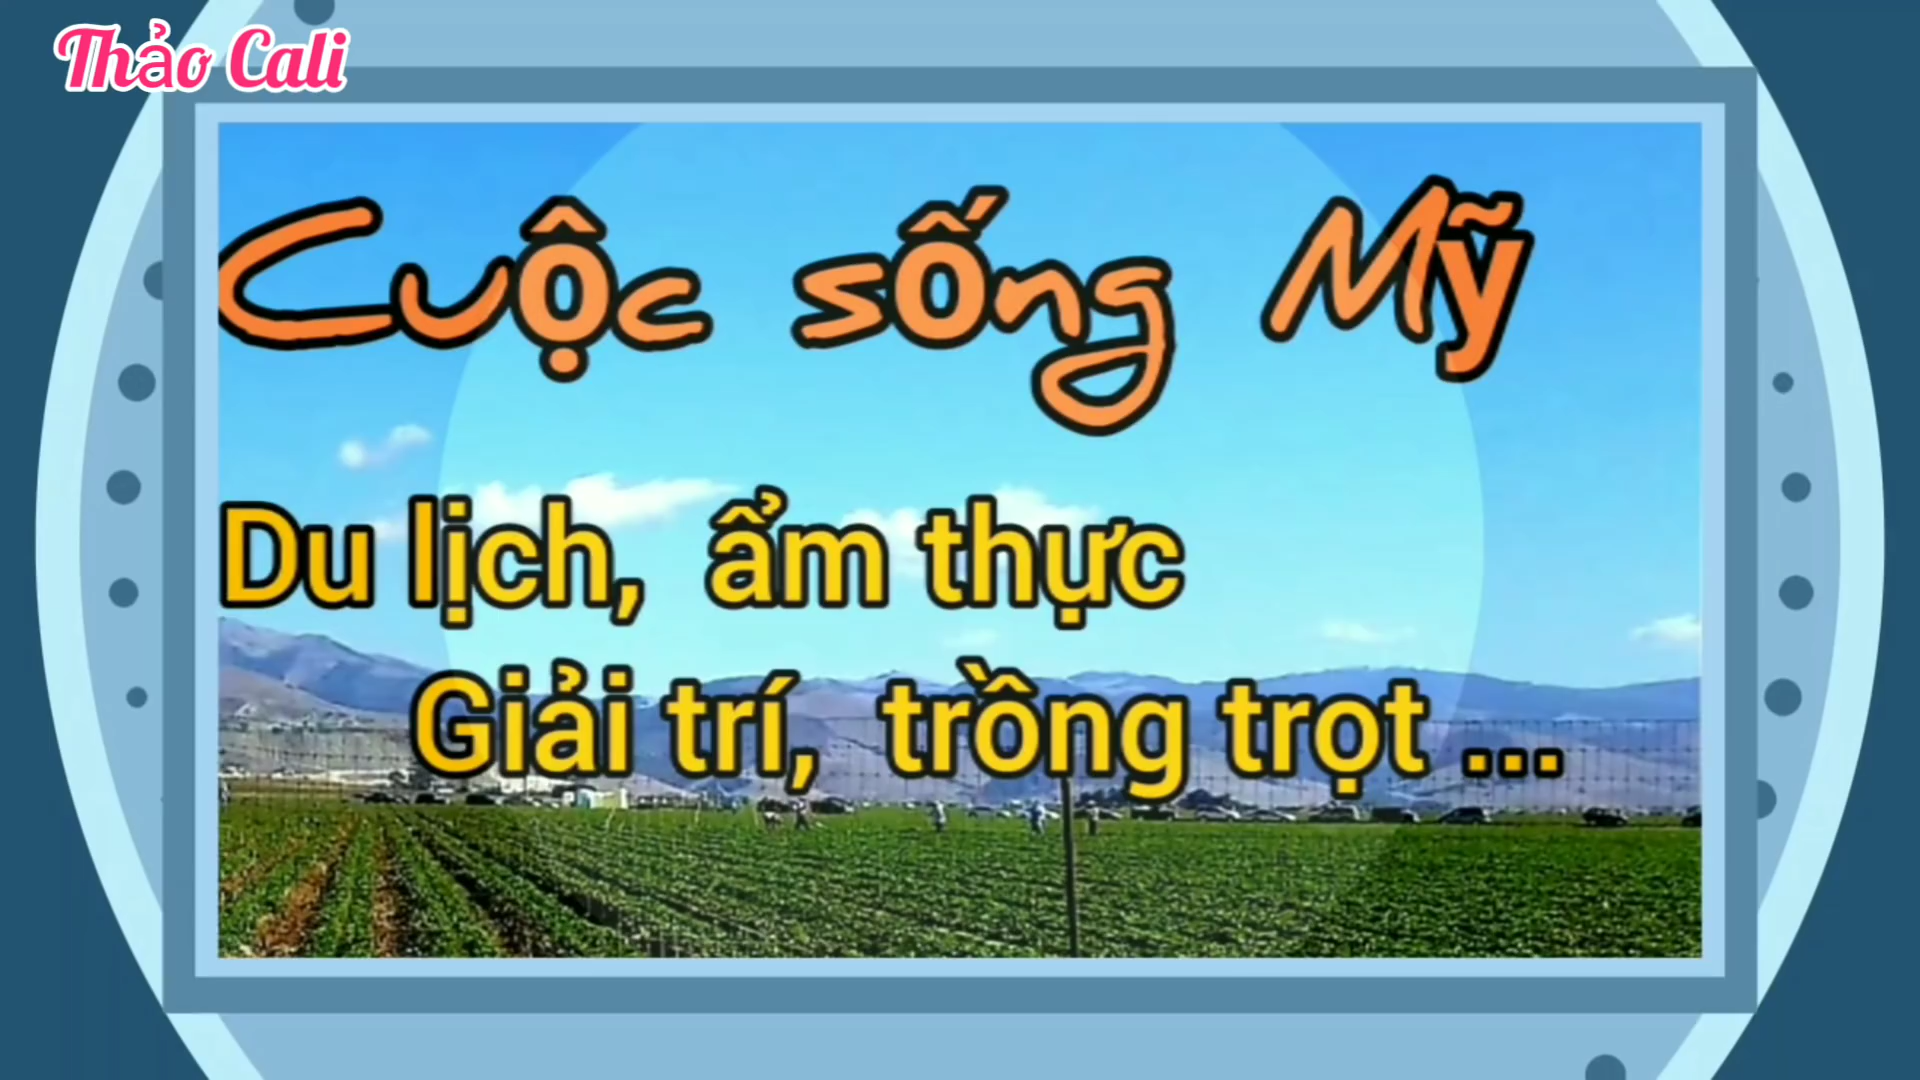 Thảo Cali
Cuộc sống Mỹ
Du lịch, ẩm thực
Giải trí, trồng trọt ...